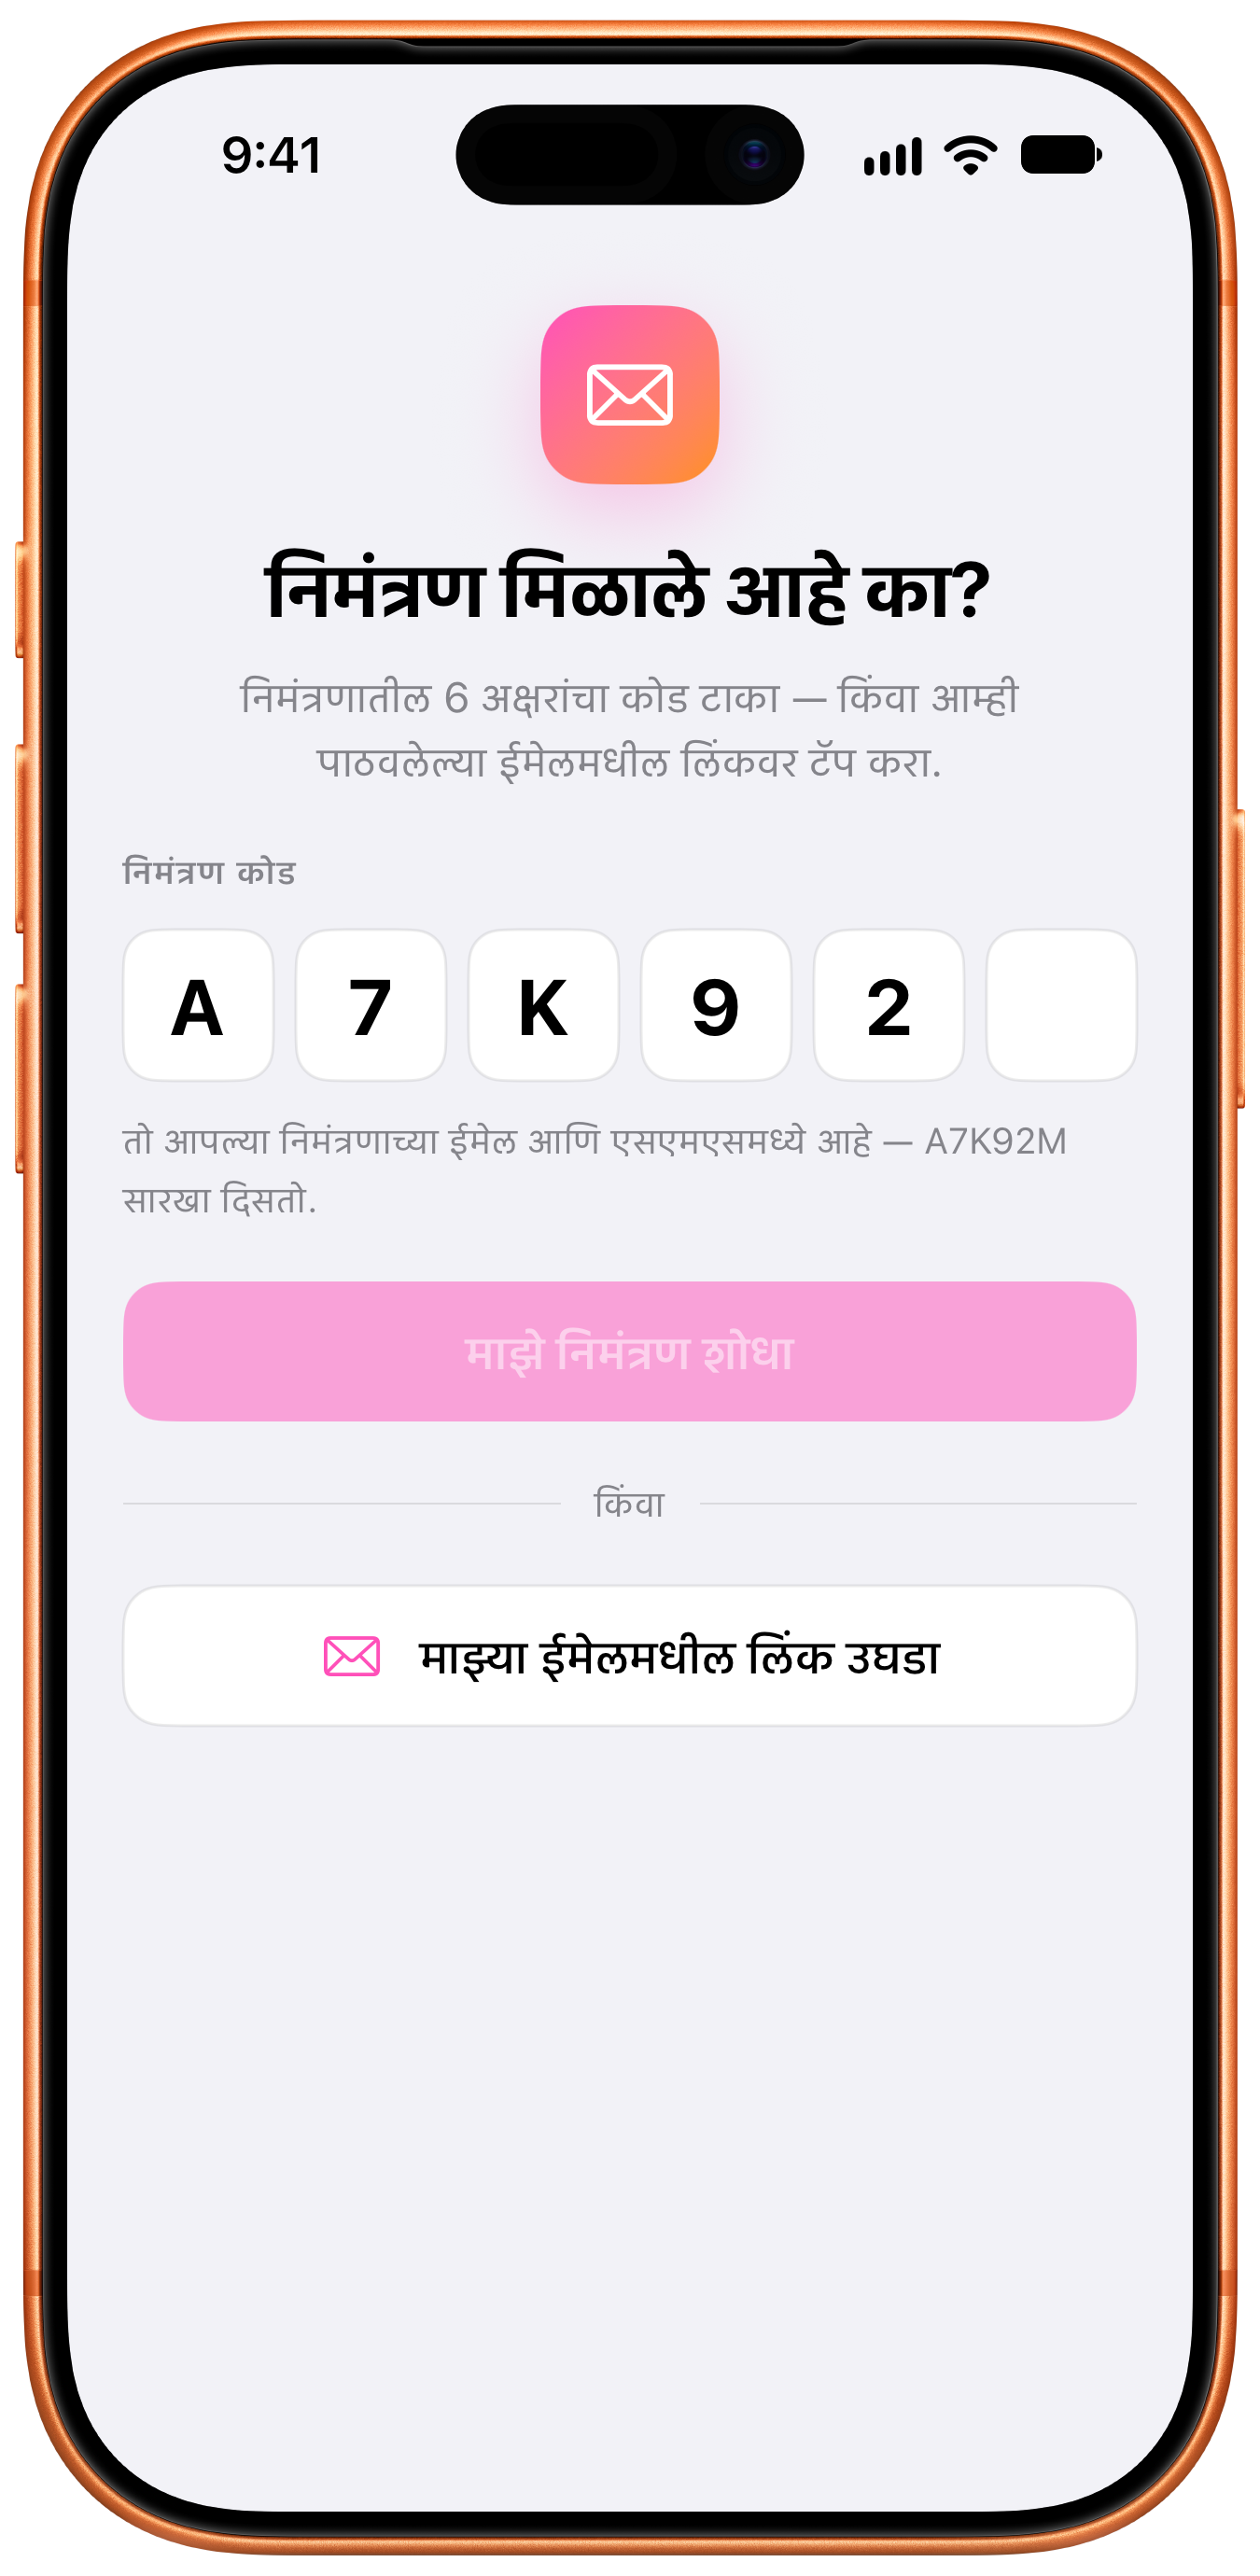 9:41
निमंत्रण मिळाले आहे का?
निमंत्रणातील 6 अक्षरांचा कोड टाका — किंवा आम्ही
पाठवलेल्या ईमेलमधील लिंकवर टॅप करा.
निमंत्रण कोड
A 7 K 9 2
तो आपल्या निमंत्रणाच्या ईमेल आणि एसएमएसमध्ये आहे — A7K92M
सारखा दिसतो.
माझे निमंत्रण शोधा
किंवा
माझ्या ईमेलमधील लिंक उघडा